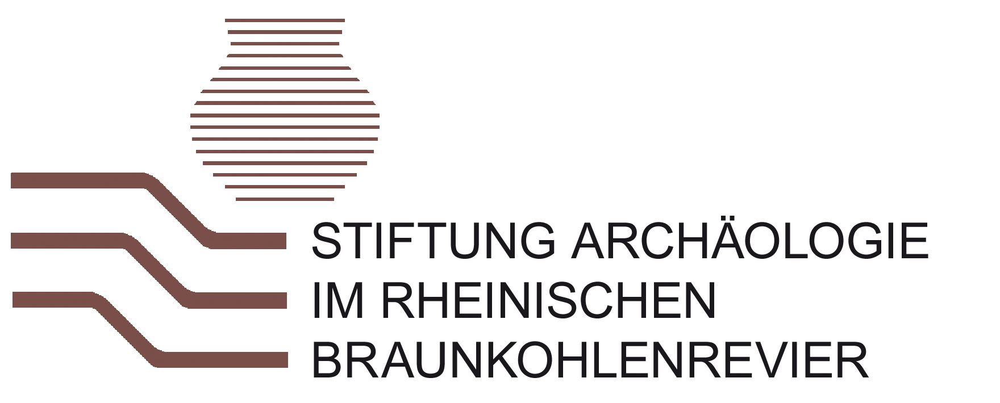 STIFTUNG ARCHÄOLOGIE
IM RHEINISCHEN
BRAUNKOHLENREVIER